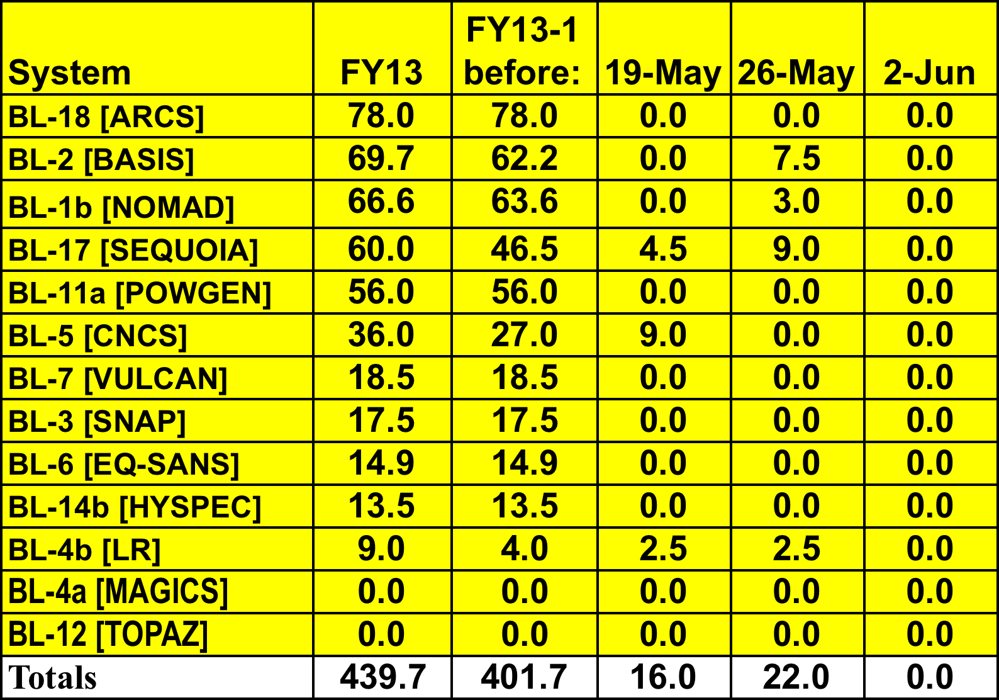 System FY13 FY13-1 before: 19-May 26-May 2-Jun
BL-18 [ARCS] 78.0 78.0 0.0 0.0 0.0
BL-2 [BASIS] 69.7 62.2 0.0 7.5 0.0
BL-1b [NOMAD] 66.6 63.6 0.0 3.0 0.0
BL-17 [SEQUOIA] 60.0 46.5 4.5 9.0 0.0
BL-11a [POWGEN] 56.0 56.0 0.0 0.0 0.0
BL-5 [CNCS] 36.0 27.0 9.0 0.0 0.0
BL-7 [VULCAN] 18.5 18.5 0.0 0.0 0.0
BL-3 [SNAP] 17.5 17.5 0.0 0.0 0.0
BL-6 [EQ-SANS] 14.9 14.9 0.0 0.0 0.0
BL-14b [HYSPEC] 13.5 13.5 0.0 0.0 0.0
BL-4b [LR] 9.0 4.0 2.5 2.5 0.0
BL-4a [MAGICS] 0.0 0.0 0.0 0.0 0.0
BL-12 [TOPAZ] 0.0 0.0 0.0 0.0 0.0
Totals 439.7 401.7 16.0 22.0 0.0